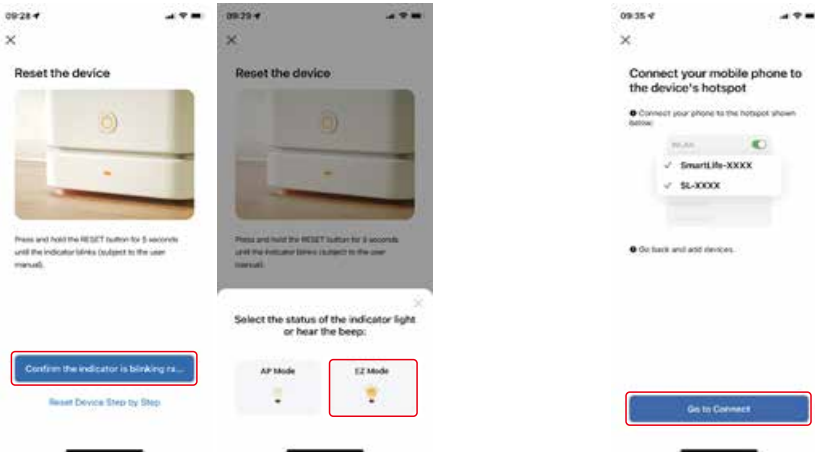 09:28
Reset the device
Press and hold the RESET button for 5 seconds
until the indicator blinks (subject to the user
manual).
Confirm the indicator is blinking ra...
Reset Device Step by Step
09:29
Reset the device
Press and hold the RESET button for 5 seconds
until the indicator blinks (subject to the user
manual).
Select the status of the indicator light
or hear the beep:
AP Mode
EZ Mode
09:35
Connect your mobile phone to
the device's hotspot
Connect your phone to the hotspot shown
below:
WLAN
SmartLife-XXXX
SL-XXXX
Go back and add devices.
Go to Connect